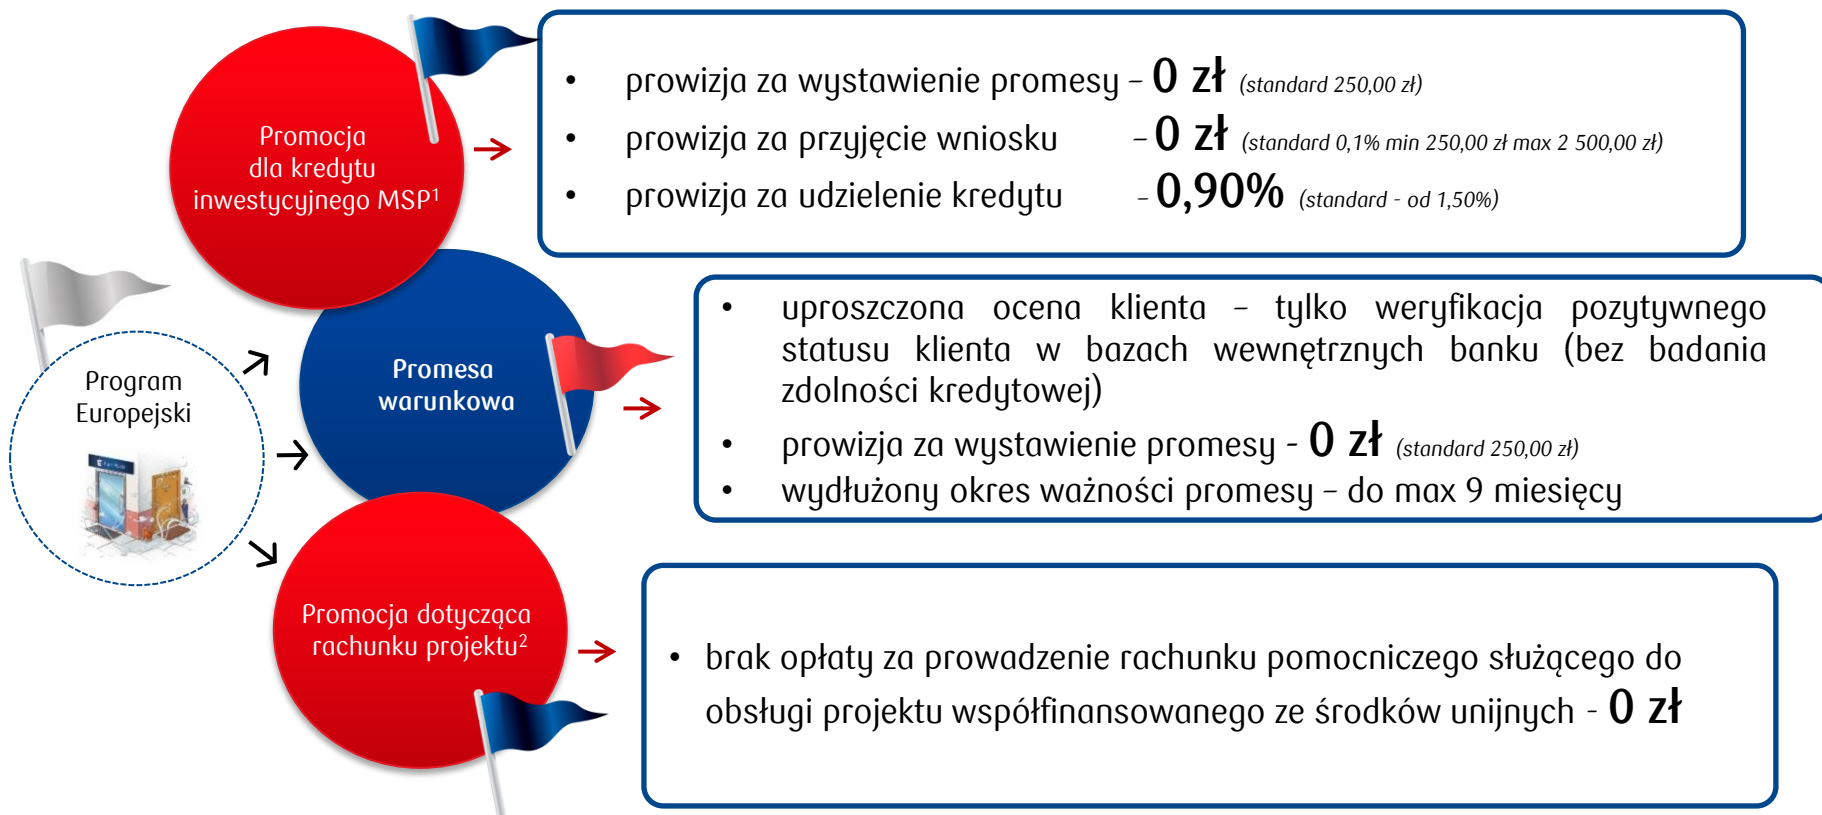 Promocja
dla kredytu
inwestycyjnego MSP¹
• prowizja za wystawienie promesy – 0 zł (standard 250,00 zł)
• prowizja za przyjęcie wniosku – 0 zł (standard 0,1% min 250,00 zł max 2 500,00 zł)
• prowizja za udzielenie kredytu – 0,90% (standard - od 1,50%)
Program
Europejski
Promesa
warunkowa
• uproszczona ocena klienta – tylko weryfikacja pozytywnego
statusu klienta w bazach wewnętrznych banku (bez badania
zdolności kredytowej)
• prowizja za wystawienie promesy - 0 zł (standard 250,00 zł)
• wydłużony okres ważności promesy – do max 9 miesięcy
Promocja dotycząca
rachunku projektu²
• brak opłaty za prowadzenie rachunku pomocniczego służącego do
obsługi projektu współfinansowanego ze środków unijnych - 0 zł